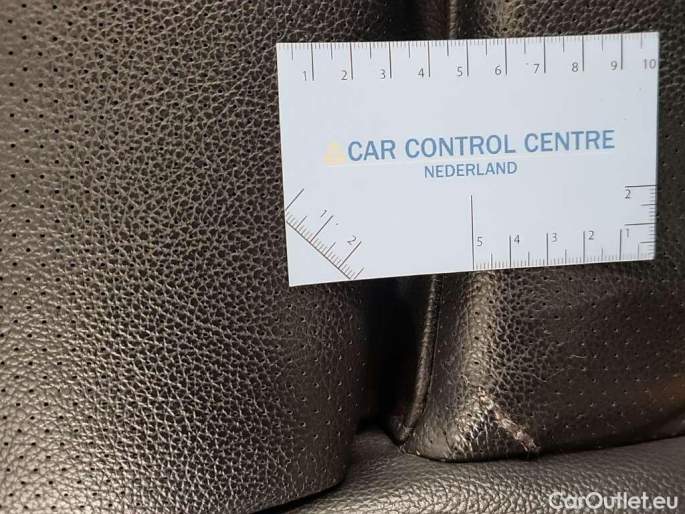 1 2 3 4 5 6 7 8 9 10
CAR CONTROL CENTRE
NEDERLAND
2
1 2
5 4 3 2 1
CarOutlet.eu